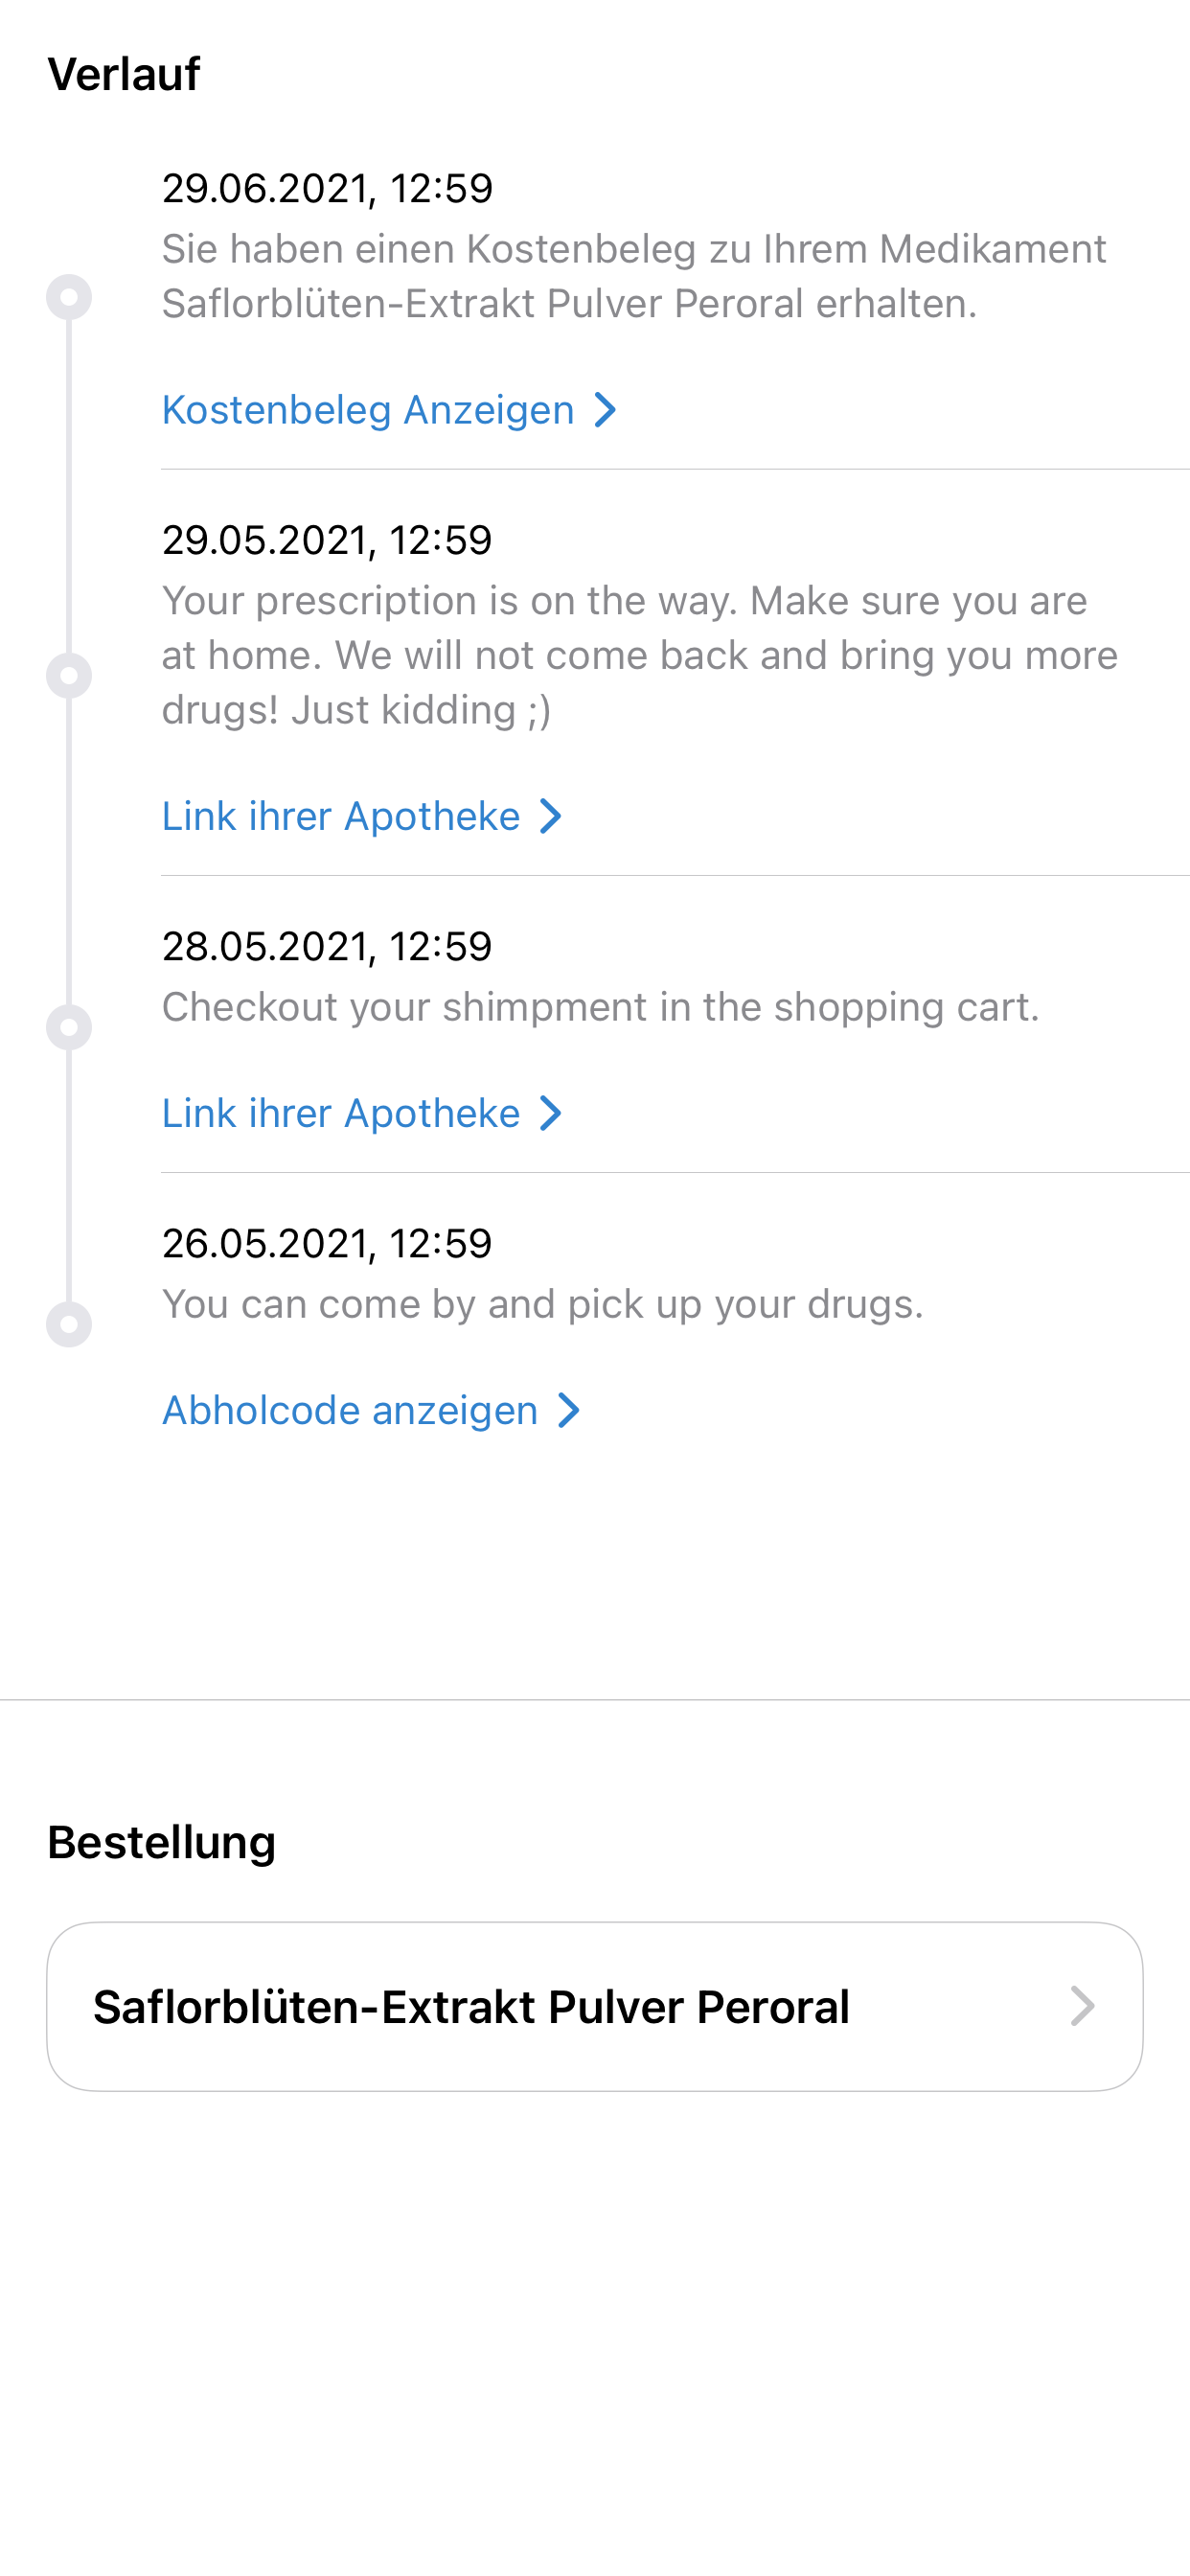 Verlauf
29.06.2021, 12:59
Sie haben einen Kostenbeleg zu Ihrem Medikament
Saflorblüten-Extrakt Pulver Peroral erhalten.
Kostenbeleg Anzeigen
29.05.2021, 12:59
Your prescription is on the way. Make sure you are
at home. We will not come back and bring you more
drugs! Just kidding ;)
Link ihrer Apotheke
28.05.2021, 12:59
Checkout your shimpment in the shopping cart.
Link ihrer Apotheke
26.05.2021, 12:59
You can come by and pick up your drugs.
Abholcode anzeigen
Bestellung
Saflorblüten-Extrakt Pulver Peroral